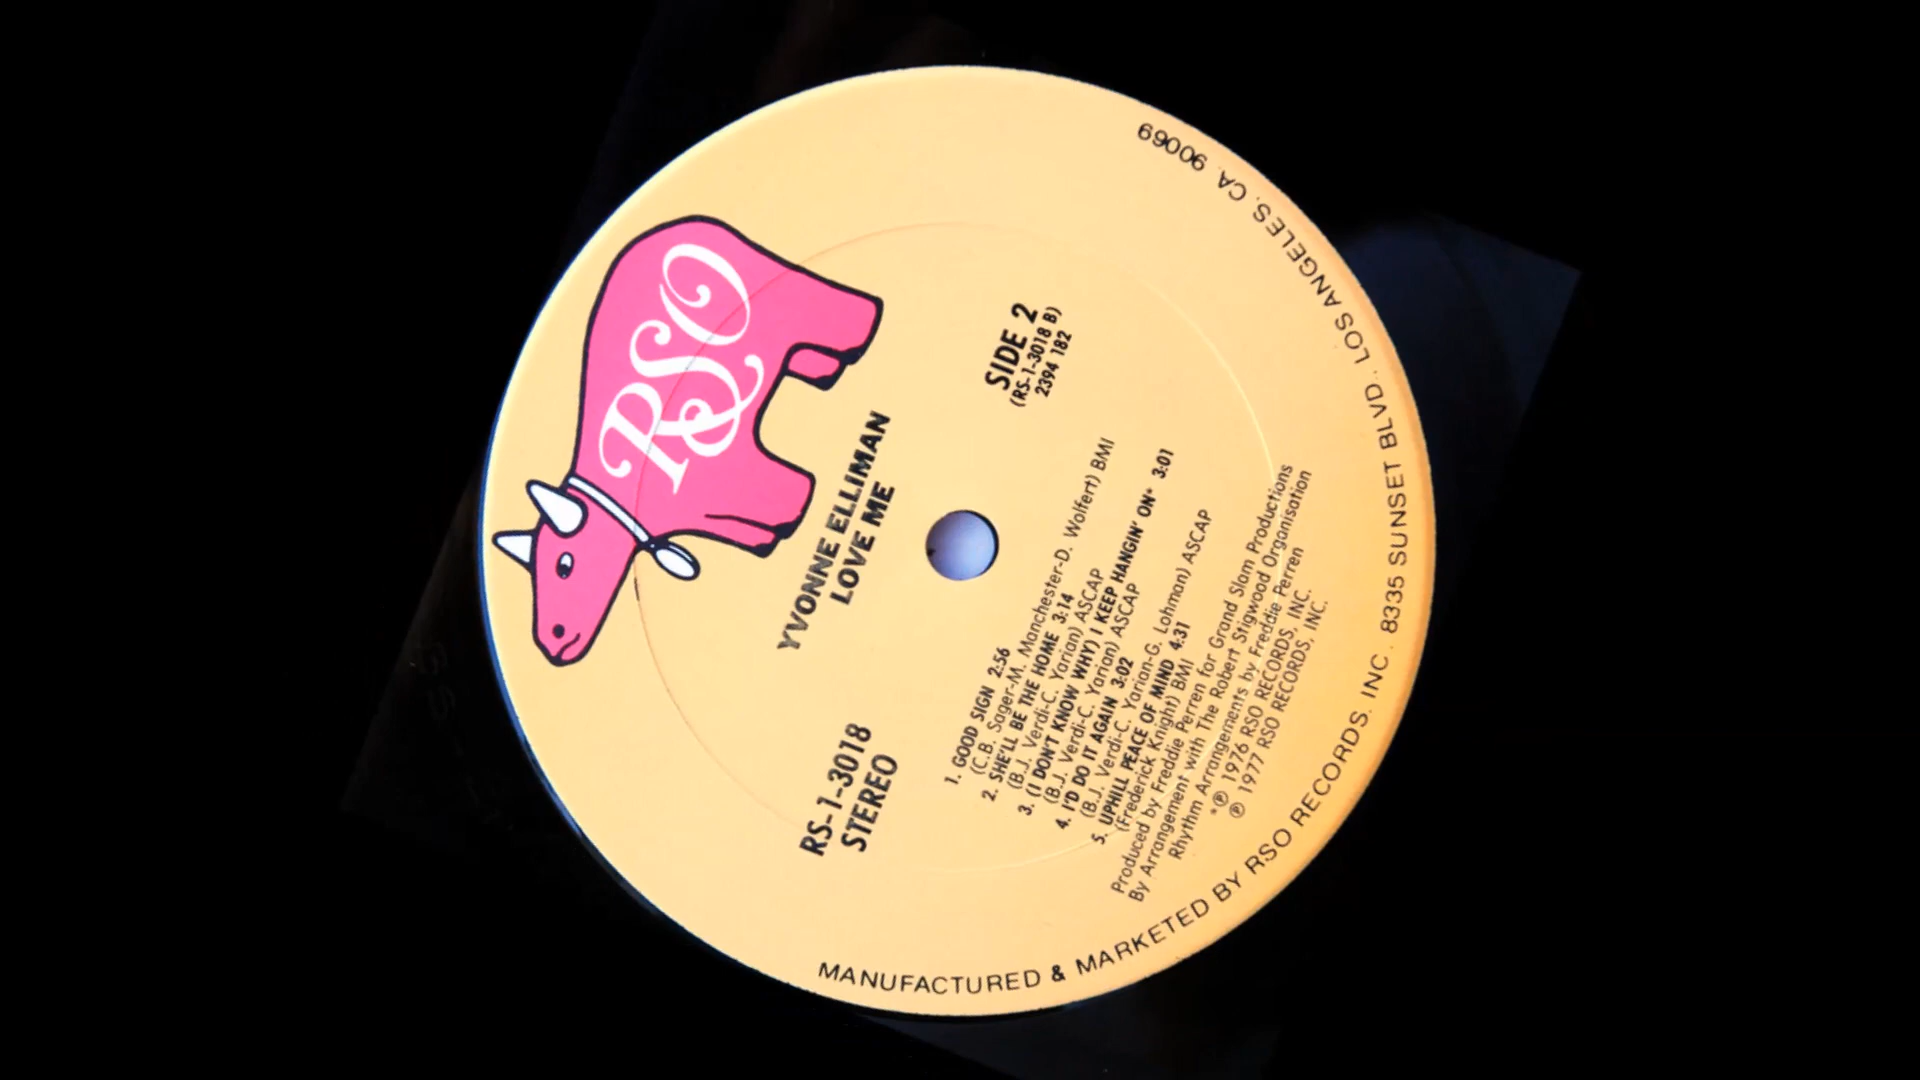 RSO
YVONNE ELLIMAN
LOVE ME
RS-1-3018
STEREO
SIDE 2
(RS-1-3018 B)
2394 182
1. GOOD SIGN 2:56
(C.B. Sager-M. Manchester-D. Wolfert) BMI
2. SHE'LL BE THE HOME 3:14
(B.J. Verdi-C. Yarian) ASCAP
3. (I DON'T KNOW WHY) I KEEP HANGIN' ON* 3:01
(B.J. Verdi-C. Yarian) ASCAP
4. I'D DO IT AGAIN 3:02
(B.J. Verdi-C. Yarian-G. Lohman) ASCAP
5. UPHILL PEACE OF MIND 4:31
(Frederick Knight) BMI
Produced by Freddie Perren for Grand Slam Productions
By Arrangement with The Robert Stigwood Organisation
Rhythm Arrangements by Freddie Perren
*℗ 1976 RSO RECORDS, INC.
℗ 1977 RSO RECORDS, INC.
MANUFACTURED & MARKETED BY RSO RECORDS, INC. 8335 SUNSET BLVD., LOS ANGELES, CA. 90069